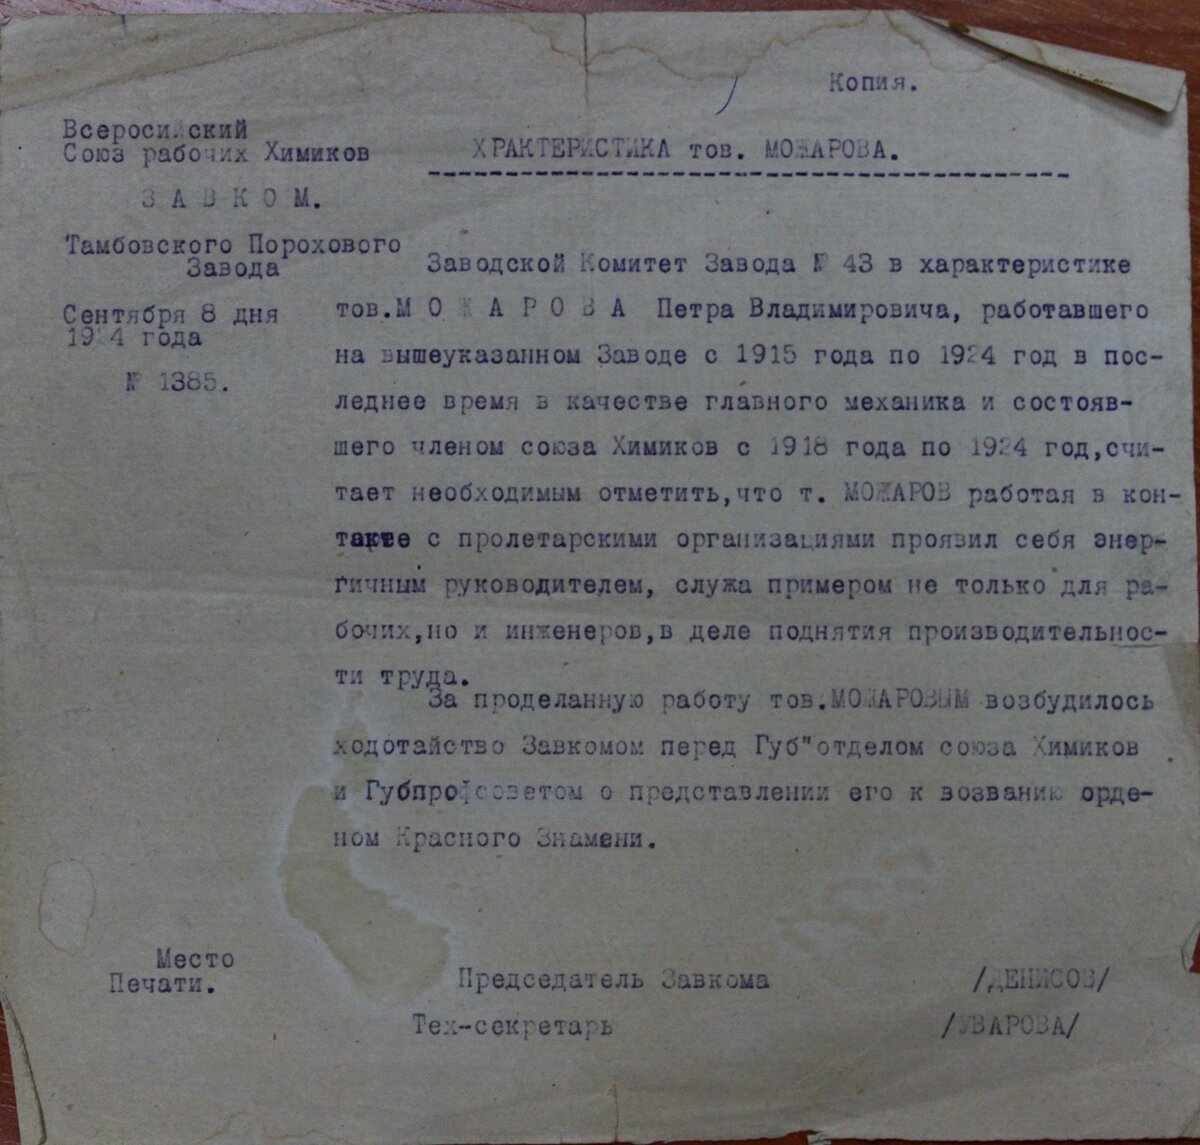 Копия.
Всеросийский
Союз рабочих Химиков
ЗАВКОМ.
Тамбовского Порохового
Завода
Сентября 8 дня
1924 года
№ 1385.
ХРАКТЕРИСТИКА тов. МОЖАРОВА.
Заводской Комитет Завода № 43 в характеристике
тов.М О Ж А Р О В А Петра Владимировича, работавшего
на вышеуказанном Заводе с 1915 года по 1924 год в пос-
леднее время в качестве главного механика и состояв-
шего членом союза Химиков с 1918 года по 1924 год,счи-
тает необходимым отметить,что т. МОЖАРОВ работая в кон-
такте с пролетарскими организациями проявил себя энер-
гичным руководителем, служа примером не только для ра-
бочих,но и инженеров,в деле поднятия производительнос-
ти труда.
За проделанную работу тов.МОЖАРОВЫМ возбудилось
ходотайство Завкомом перед Губ"отделом союза Химиков
и Губпрофсоветом о представлении его к возванию орде-
ном Красного Знамени.
Место
Печати.
Председатель Завкома /ДЕНИСОВ/
Тех-секретарь /УВАРОВА/